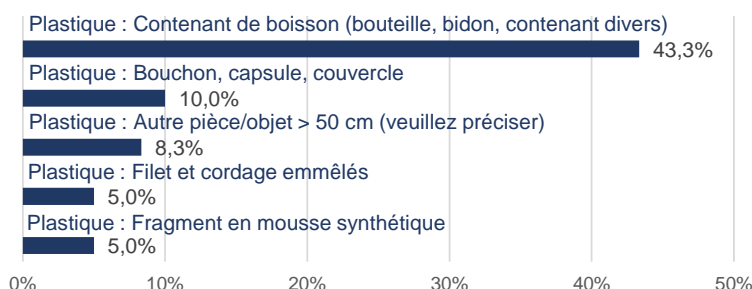 Plastique : Contenant de boisson (bouteille, bidon, contenant divers)
43,3%
Plastique : Bouchon, capsule, couvercle
10,0%
Plastique : Autre pièce/objet > 50 cm (veuillez préciser)
8,3%
Plastique : Filet et cordage emmêlés
5,0%
Plastique : Fragment en mousse synthétique
5,0%
0% 10% 20% 30% 40% 50%